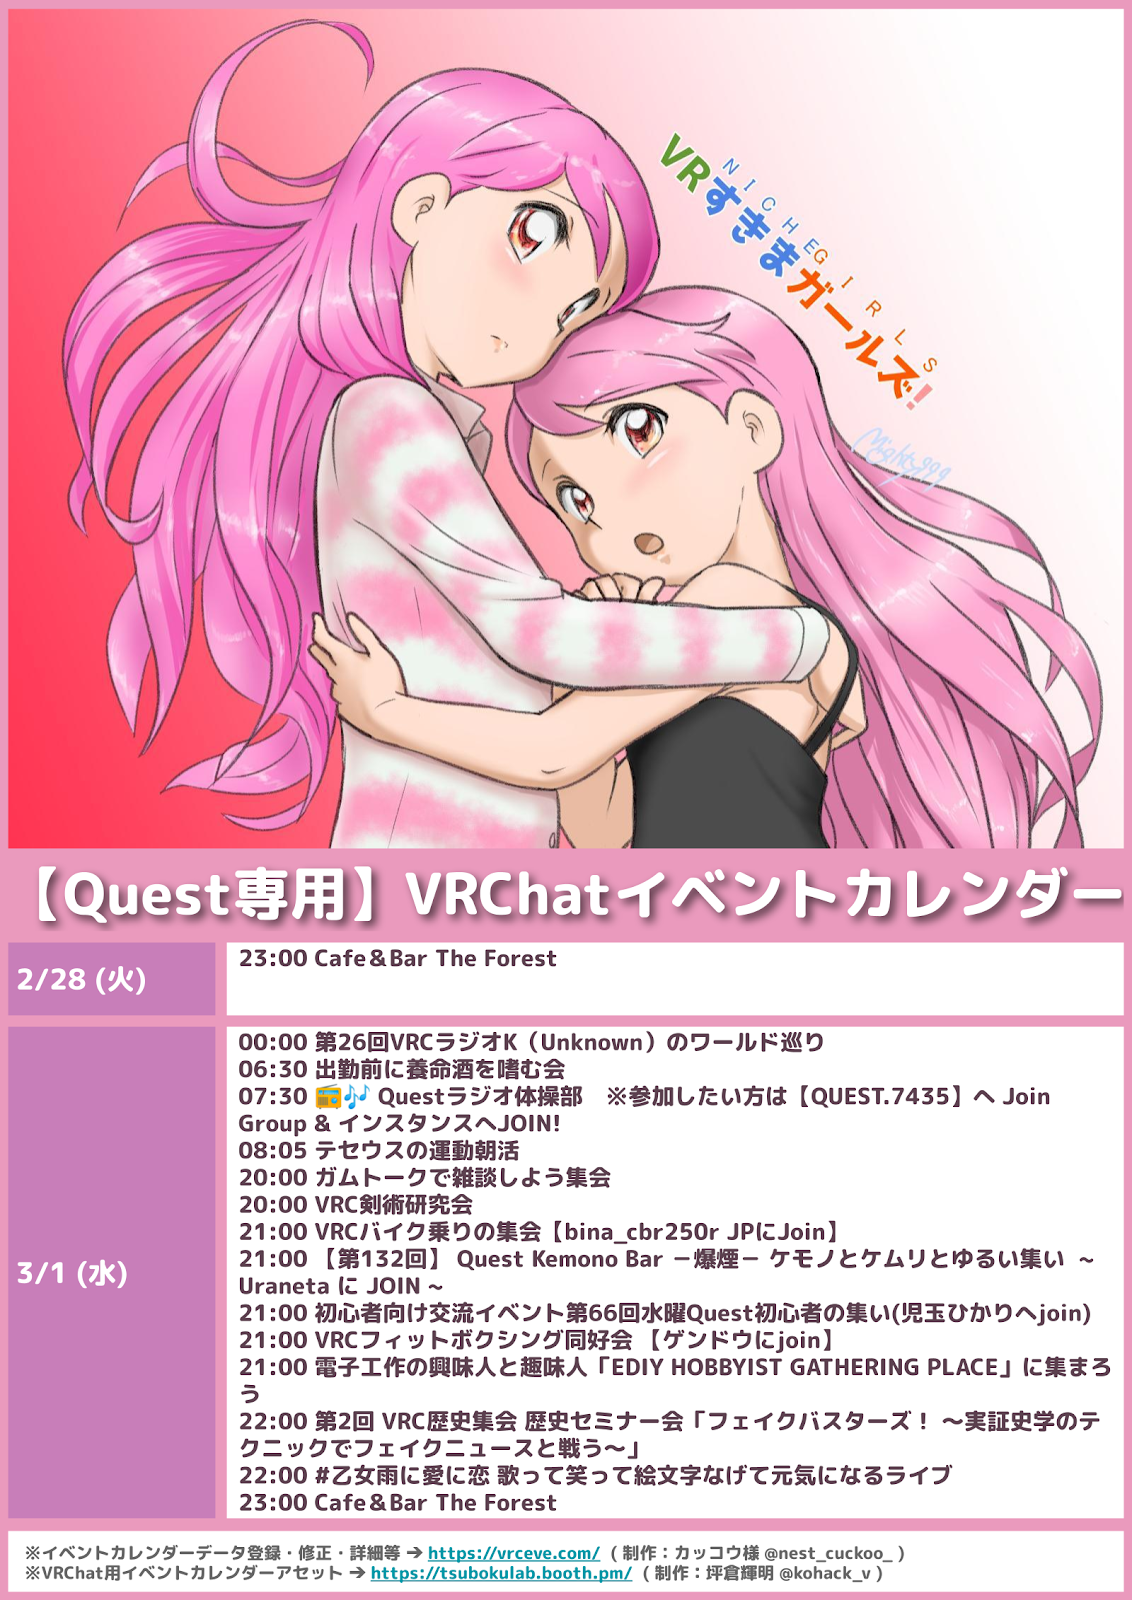 VRすきまガールズ!
NICHEGIRLS
Mighty999
【Quest専用】VRChatイベントカレンダー
2/28 (火)
23:00 Cafe&Bar The Forest
3/1 (水)
00:00 第26回VRCラジオK（Unknown）のワールド巡り
06:30 出勤前に養命酒を嗜む会
07:30 📻🎶 Questラジオ体操部　※参加したい方は【QUEST.7435】へ Join
Group & インスタンスへJOIN!
08:05 テセウスの運動朝活
20:00 ガムトークで雑談しよう集会
20:00 VRC剣術研究会
21:00 VRCバイク乗りの集会【bina_cbr250r JPにJoin】
21:00 【第132回】 Quest Kemono Bar －爆煙－ ケモノとケムリとゆるい集い ~
Uraneta に JOIN ~
21:00 初心者向け交流イベント第66回水曜Quest初心者の集い(児玉ひかりへjoin)
21:00 VRCフィットボクシング同好会 【ゲンドウにjoin】
21:00 電子工作の興味人と趣味人「EDIY HOBBYIST GATHERING PLACE」に集まろ
う
22:00 第2回 VRC歴史集会 歴史セミナー会「フェイクバスターズ！ ～実証史学のテ
クニックでフェイクニュースと戦う～」
22:00 #乙女雨に愛に恋 歌って笑って絵文字なげて元気になるライブ
23:00 Cafe&Bar The Forest
※イベントカレンダーデータ登録・修正・詳細等 → https://vrceve.com/ ( 制作：カッコウ様 @nest_cuckoo_ )
※VRChat用イベントカレンダーアセット → https://tsubokulab.booth.pm/ ( 制作：坪倉輝明 @kohack_v )